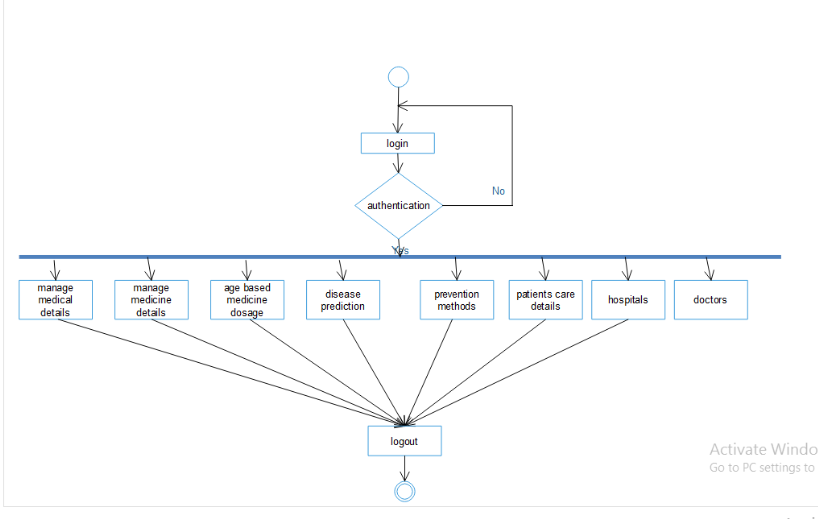 login
No
authentication
Yes
manage
medical
details
manage
medicine
details
age based
medicine
dosage
disease
prediction
prevention
methods
patients care
details
hospitals
doctors
logout
Activate Windo
Go to PC settings to